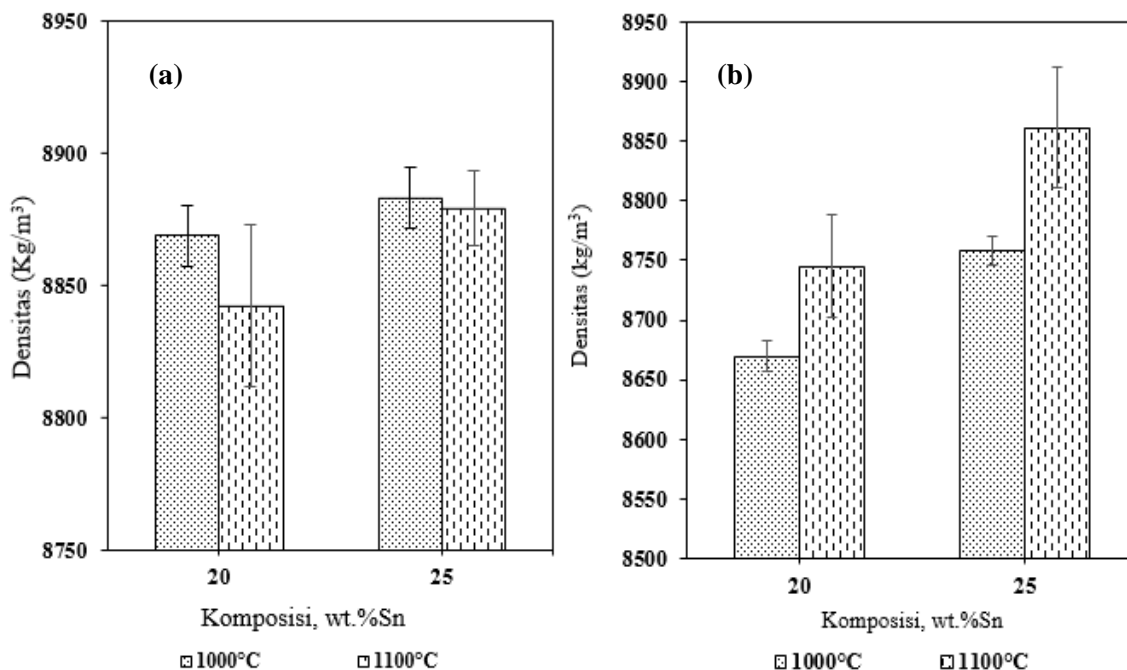 (a)
8950
8900
8850
8800
8750
Densitas (Kg/m³)
20 25
Komposisi, wt.%Sn
1000°C 1100°C
(b)
8950
8900
8850
8800
8750
8700
8650
8600
8550
8500
Densitas (kg/m³)
20 25
Komposisi, wt.%Sn
1000°C 1100°C